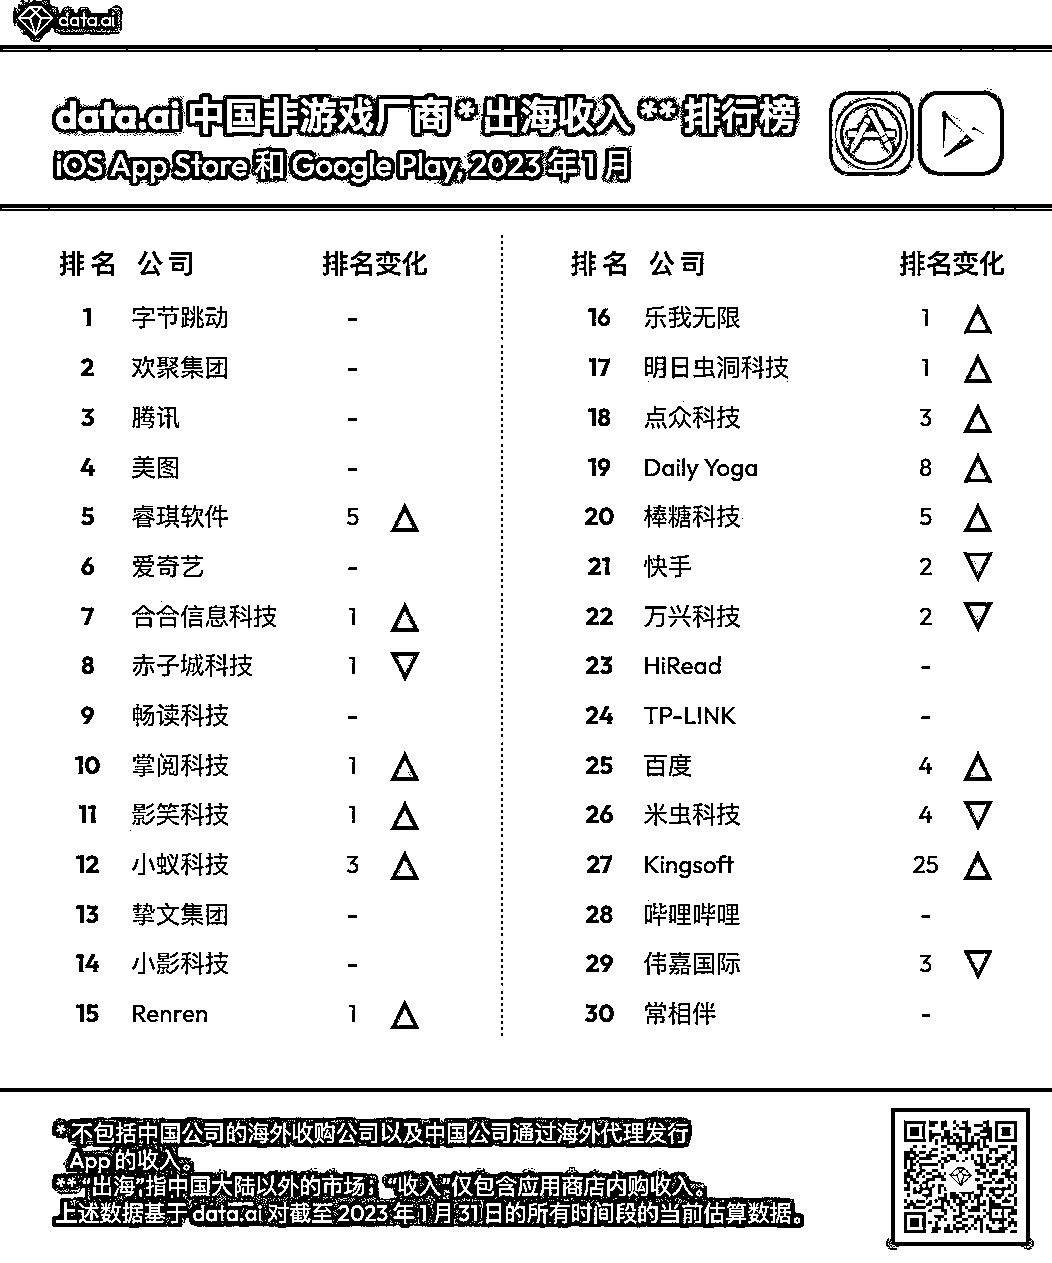 data.ai
data.ai 中国非游戏厂商*出海收入**排行榜
iOS App Store 和 Google Play, 2023 年 1 月
排名 公司 排名变化
1 字节跳动 -
2 欢聚集团 -
3 腾讯 -
4 美图 -
5 睿琪软件 5 △
6 爱奇艺 -
7 合合信息科技 1 △
8 赤子城科技 1 ▽
9 畅读科技 -
10 掌阅科技 1 △
11 影笑科技 1 △
12 小蚁科技 3 △
13 挚文集团 -
14 小影科技 -
15 Renren 1 △
排名 公司 排名变化
16 乐我无限 1 △
17 明日虫洞科技 1 △
18 点众科技 3 △
19 Daily Yoga 8 △
20 棒糖科技 5 △
21 快手 2 ▽
22 万兴科技 2 ▽
23 HiRead -
24 TP-LINK -
25 百度 4 △
26 米虫科技 4 ▽
27 Kingsoft 25 △
28 哔哩哔哩 -
29 伟嘉国际 3 ▽
30 常相伴 -
*不包括中国公司的海外收购公司以及中国公司通过海外代理发行
App 的收入。
** “出海”指中国大陆以外的市场；“收入”仅包含应用商店内购收入。
上述数据基于 data.ai 对截至 2023 年 1 月 31 日的所有时间段的当前估算数据。